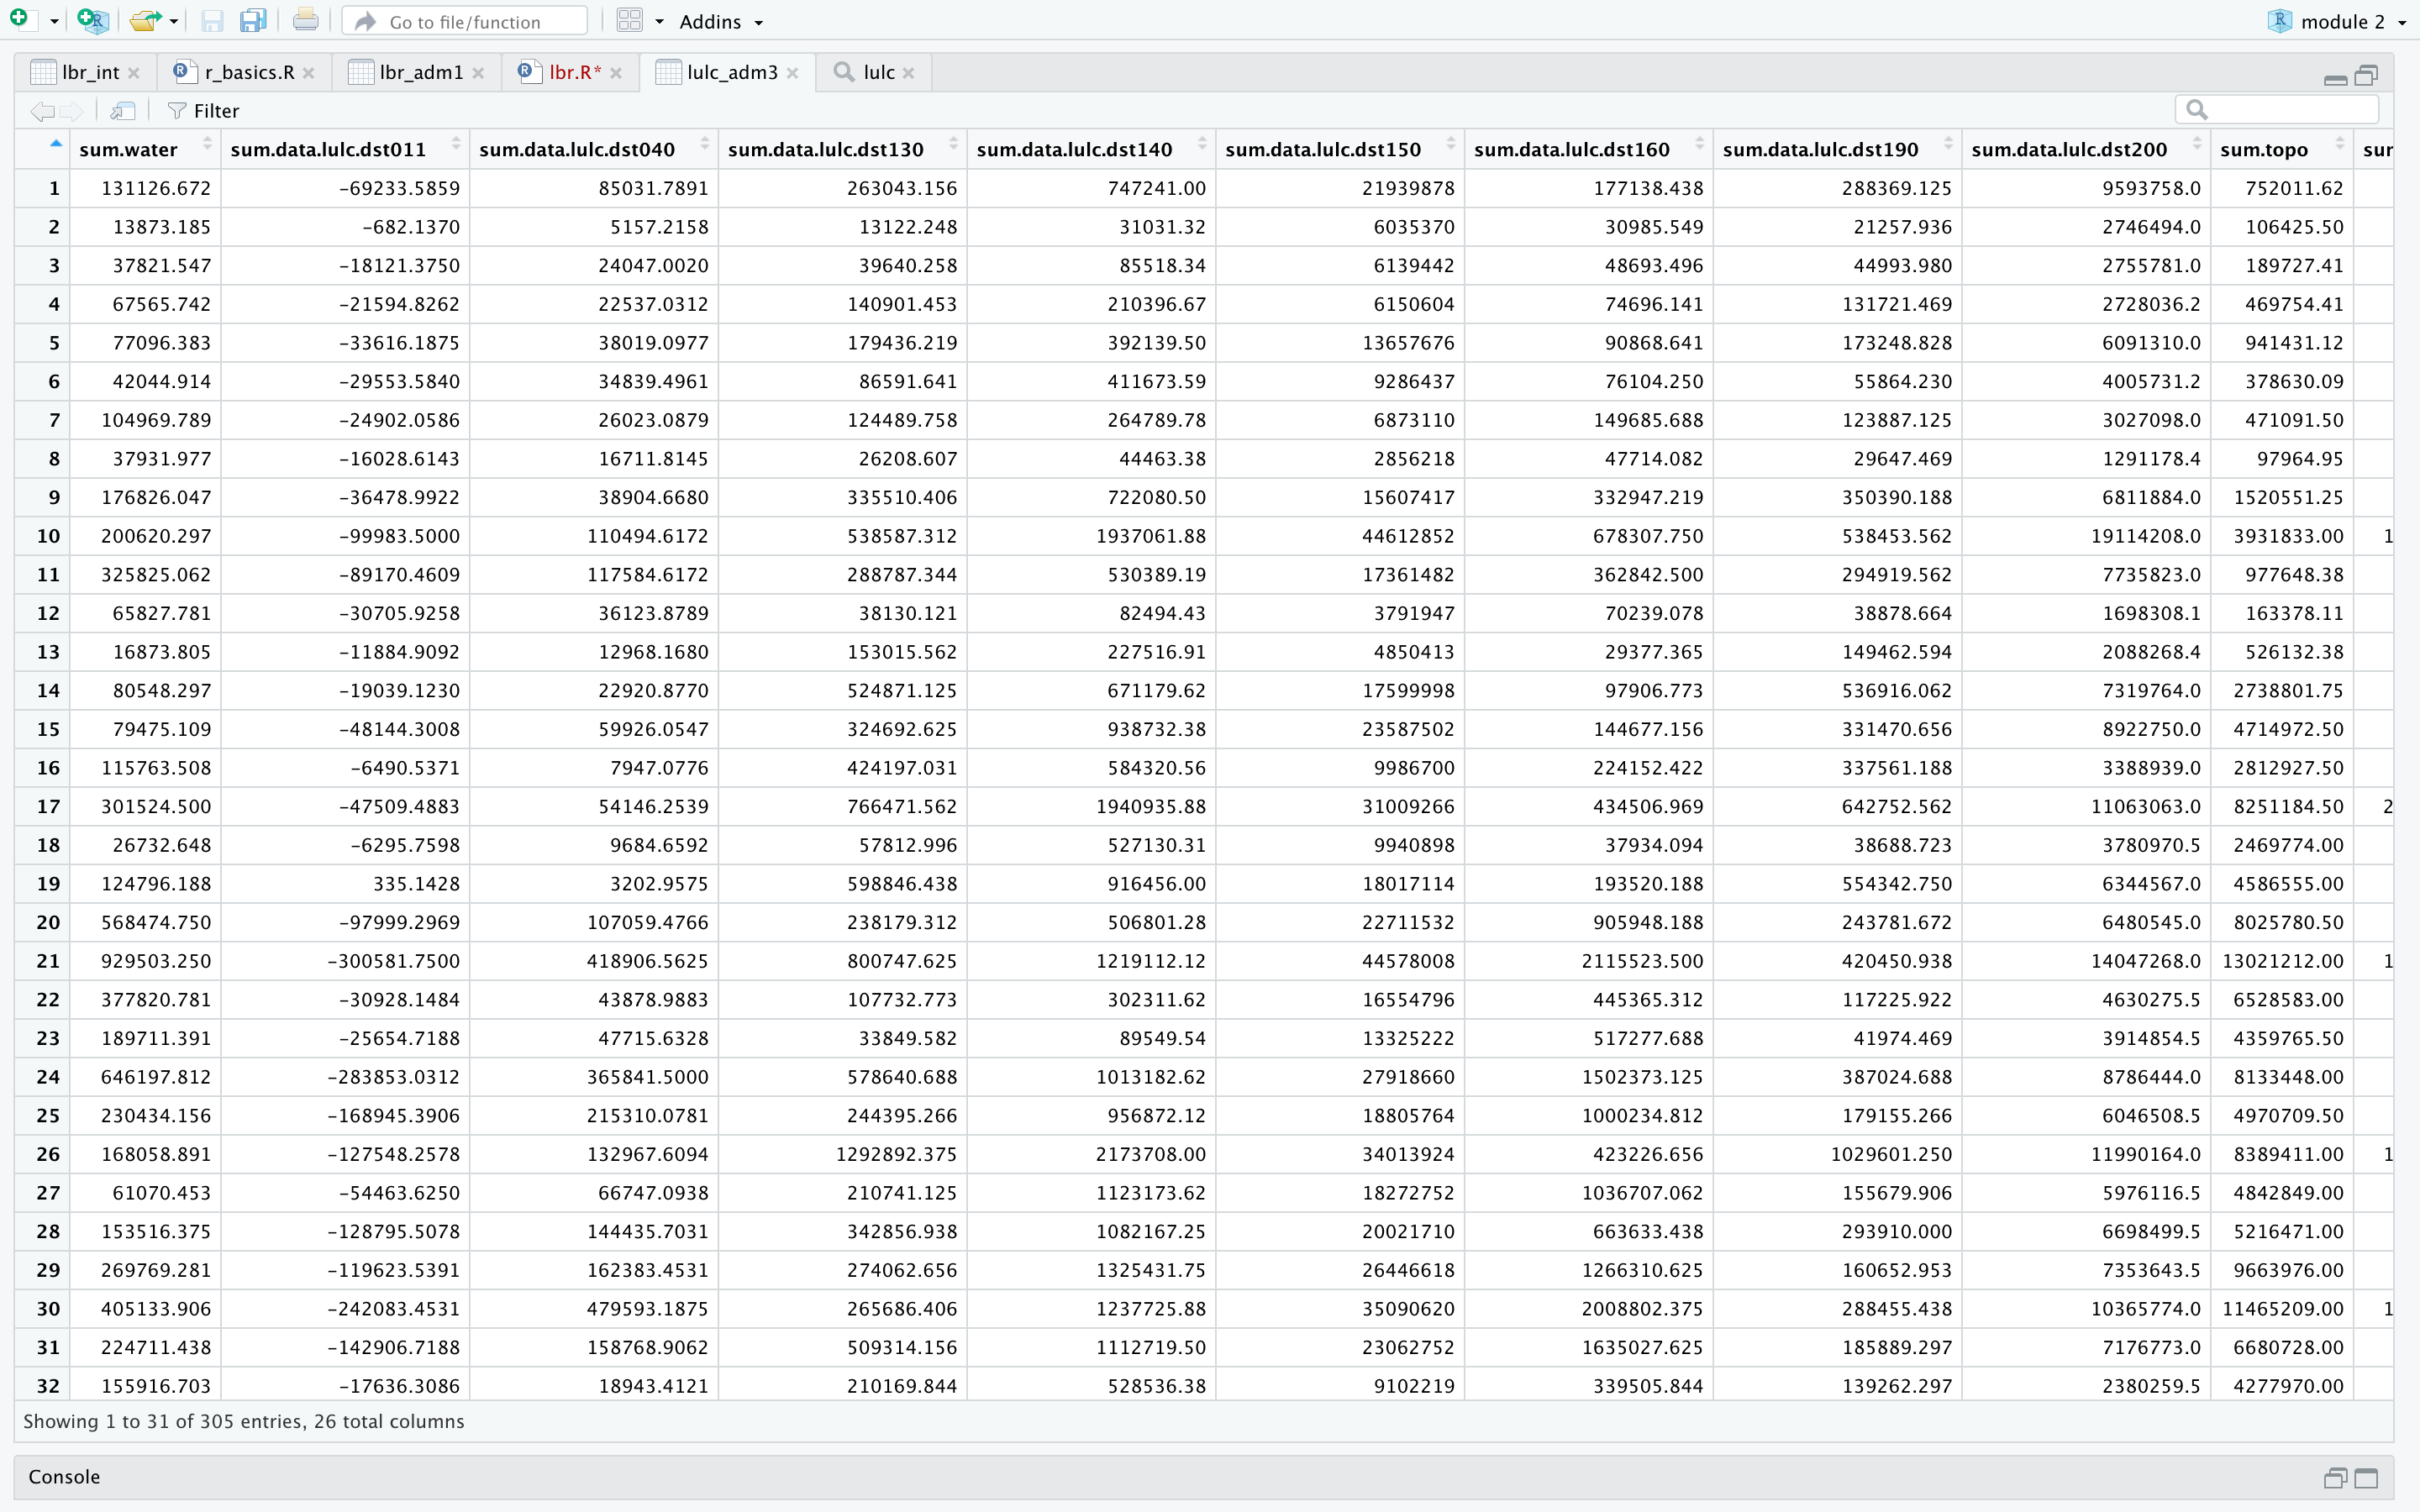 Go to file/function Addins module 2
lbr_int r_basics.R lbr_adm1 lbr.R* lulc_adm3 lulc
Filter
sum.water sum.data.lulc.dst011 sum.data.lulc.dst040 sum.data.lulc.dst130 sum.data.lulc.dst140 sum.data.lulc.dst150 sum.data.lulc.dst160 sum.data.lulc.dst190 sum.data.lulc.dst200 sum.topo sur
1 131126.672 -69233.5859 85031.7891 263043.156 747241.00 21939878 177138.438 288369.125 9593758.0 752011.62
2 13873.185 -682.1370 5157.2158 13122.248 31031.32 6035370 30985.549 21257.936 2746494.0 106425.50
3 37821.547 -18121.3750 24047.0020 39640.258 85518.34 6139442 48693.496 44993.980 2755781.0 189727.41
4 67565.742 -21594.8262 22537.0312 140901.453 210396.67 6150604 74696.141 131721.469 2728036.2 469754.41
5 77096.383 -33616.1875 38019.0977 179436.219 392139.50 13657676 90868.641 173248.828 6091310.0 941431.12
6 42044.914 -29553.5840 34839.4961 86591.641 411673.59 9286437 76104.250 55864.230 4005731.2 378630.09
7 104969.789 -24902.0586 26023.0879 124489.758 264789.78 6873110 149685.688 123887.125 3027098.0 471091.50
8 37931.977 -16028.6143 16711.8145 26208.607 44463.38 2856218 47714.082 29647.469 1291178.4 97964.95
9 176826.047 -36478.9922 38904.6680 335510.406 722080.50 15607417 332947.219 350390.188 6811884.0 1520551.25
10 200620.297 -99983.5000 110494.6172 538587.312 1937061.88 44612852 678307.750 538453.562 19114208.0 3931833.00 1
11 325825.062 -89170.4609 117584.6172 288787.344 530389.19 17361482 362842.500 294919.562 7735823.0 977648.38
12 65827.781 -30705.9258 36123.8789 38130.121 82494.43 3791947 70239.078 38878.664 1698308.1 163378.11
13 16873.805 -11884.9092 12968.1680 153015.562 227516.91 4850413 29377.365 149462.594 2088268.4 526132.38
14 80548.297 -19039.1230 22920.8770 524871.125 671179.62 17599998 97906.773 536916.062 7319764.0 2738801.75
15 79475.109 -48144.3008 59926.0547 324692.625 938732.38 23587502 144677.156 331470.656 8922750.0 4714972.50
16 115763.508 -6490.5371 7947.0776 424197.031 584320.56 9986700 224152.422 337561.188 3388939.0 2812927.50
17 301524.500 -47509.4883 54146.2539 766471.562 1940935.88 31009266 434506.969 642752.562 11063063.0 8251184.50 2
18 26732.648 -6295.7598 9684.6592 57812.996 527130.31 9940898 37934.094 38688.723 3780970.5 2469774.00
19 124796.188 335.1428 3202.9575 598846.438 916456.00 18017114 193520.188 554342.750 6344567.0 4586555.00
20 568474.750 -97999.2969 107059.4766 238179.312 506801.28 22711532 905948.188 243781.672 6480545.0 8025780.50
21 929503.250 -300581.7500 418906.5625 800747.625 1219112.12 44578008 2115523.500 420450.938 14047268.0 13021212.00 1
22 377820.781 -30928.1484 43878.9883 107732.773 302311.62 16554796 445365.312 117225.922 4630275.5 6528583.00
23 189711.391 -25654.7188 47715.6328 33849.582 89549.54 13325222 517277.688 41974.469 3914854.5 4359765.50
24 646197.812 -283853.0312 365841.5000 578640.688 1013182.62 27918660 1502373.125 387024.688 8786444.0 8133448.00
25 230434.156 -168945.3906 215310.0781 244395.266 956872.12 18805764 1000234.812 179155.266 6046508.5 4970709.50
26 168058.891 -127548.2578 132967.6094 1292892.375 2173708.00 34013924 423226.656 1029601.250 11990164.0 8389411.00 1
27 61070.453 -54463.6250 66747.0938 210741.125 1123173.62 18272752 1036707.062 155679.906 5976116.5 4842849.00
28 153516.375 -128795.5078 144435.7031 342856.938 1082167.25 20021710 663633.438 293910.000 6698499.5 5216471.00
29 269769.281 -119623.5391 162383.4531 274062.656 1325431.75 26446618 1266310.625 160652.953 7353643.5 9663976.00
30 405133.906 -242083.4531 479593.1875 265686.406 1237725.88 35090620 2008802.375 288455.438 10365774.0 11465209.00 1
31 224711.438 -142906.7188 158768.9062 509314.156 1112719.50 23062752 1635027.625 185889.297 7176773.0 6680728.00
32 155916.703 -17636.3086 18943.4121 210169.844 528536.38 9102219 339505.844 139262.297 2380259.5 4277970.00
Showing 1 to 31 of 305 entries, 26 total columns
Console